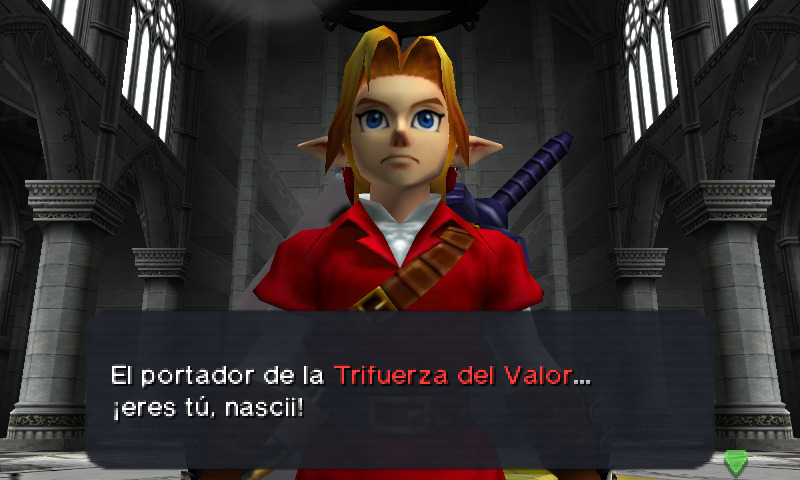 El portador de la Trifuerza del Valor...
¡eres tú, nascii!